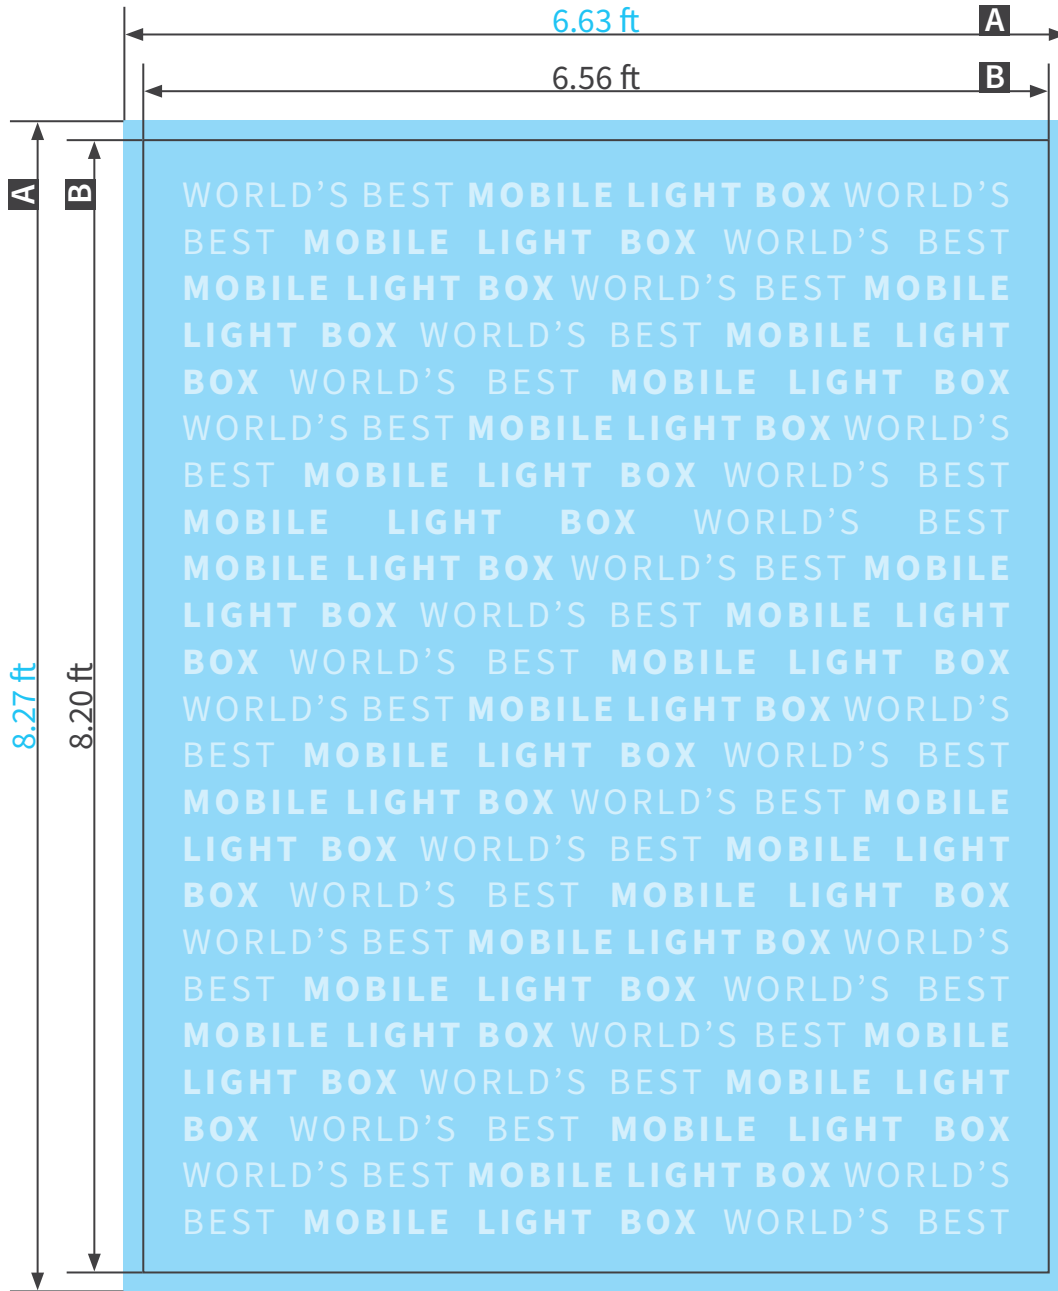 6.63 ft A
6.56 ft B
A
B
WORLD’S BEST MOBILE LIGHT BOX WORLD’S
BEST MOBILE LIGHT BOX WORLD’S BEST
MOBILE LIGHT BOX WORLD’S BEST MOBILE
LIGHT BOX WORLD’S BEST MOBILE LIGHT
BOX WORLD’S BEST MOBILE LIGHT BOX
WORLD’S BEST MOBILE LIGHT BOX WORLD’S
BEST MOBILE LIGHT BOX WORLD’S BEST
MOBILE LIGHT BOX WORLD’S BEST
MOBILE LIGHT BOX WORLD’S BEST MOBILE
LIGHT BOX WORLD’S BEST MOBILE LIGHT
BOX WORLD’S BEST MOBILE LIGHT BOX
WORLD’S BEST MOBILE LIGHT BOX WORLD’S
BEST MOBILE LIGHT BOX WORLD’S BEST
MOBILE LIGHT BOX WORLD’S BEST MOBILE
LIGHT BOX WORLD’S BEST MOBILE LIGHT
BOX WORLD’S BEST MOBILE LIGHT BOX
WORLD’S BEST MOBILE LIGHT BOX WORLD’S
BEST MOBILE LIGHT BOX WORLD’S BEST
MOBILE LIGHT BOX WORLD’S BEST MOBILE
LIGHT BOX WORLD’S BEST MOBILE LIGHT
BOX WORLD’S BEST MOBILE LIGHT BOX
WORLD’S BEST MOBILE LIGHT BOX WORLD’S
BEST MOBILE LIGHT BOX WORLD’S BEST
8.27 ft
8.20 ft